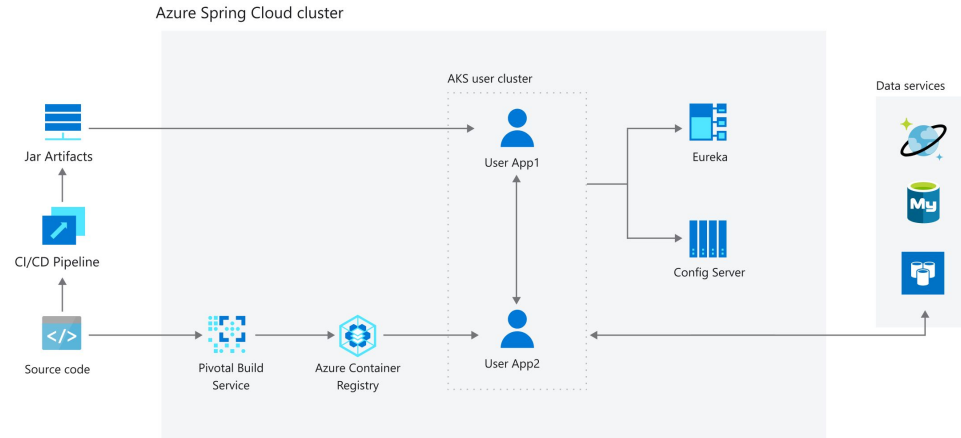 Azure Spring Cloud cluster
AKS user cluster
Data services
Jar Artifacts
User App1
Eureka
My
CI/CD Pipeline
Config Server
</>
Source code
Pivotal Build
Service
Azure Container
Registry
User App2